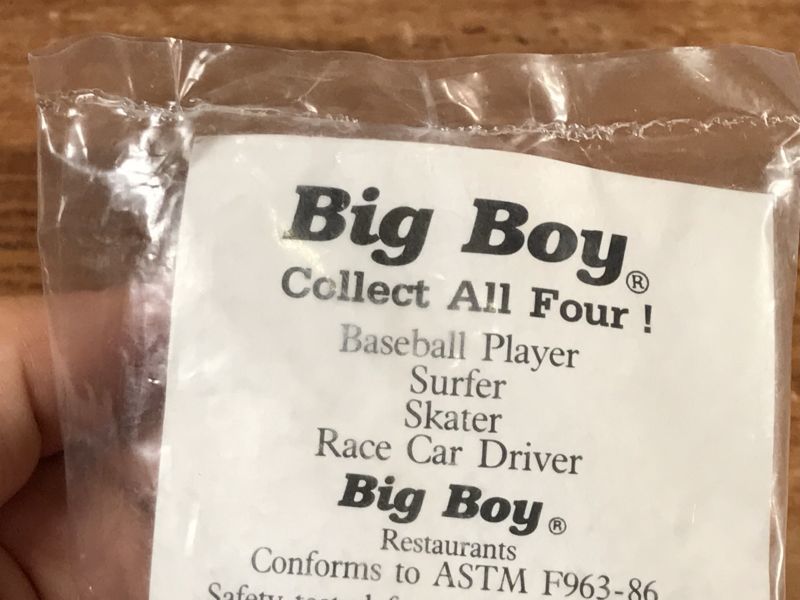 Big Boy®
Collect All Four !
Baseball Player
Surfer
Skater
Race Car Driver
Big Boy®
Restaurants
Conforms to ASTM F963-86
Safety